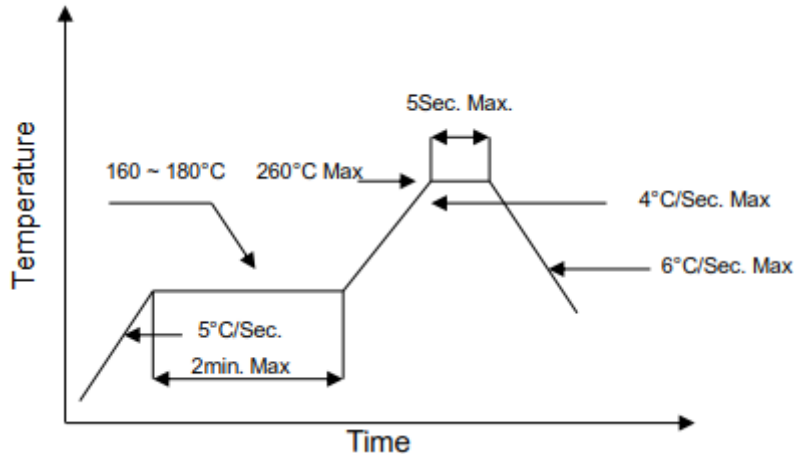 5Sec. Max.
160 ~ 180°C
260°C Max
4°C/Sec. Max
6°C/Sec. Max
5°C/Sec.
2min. Max
Temperature
Time